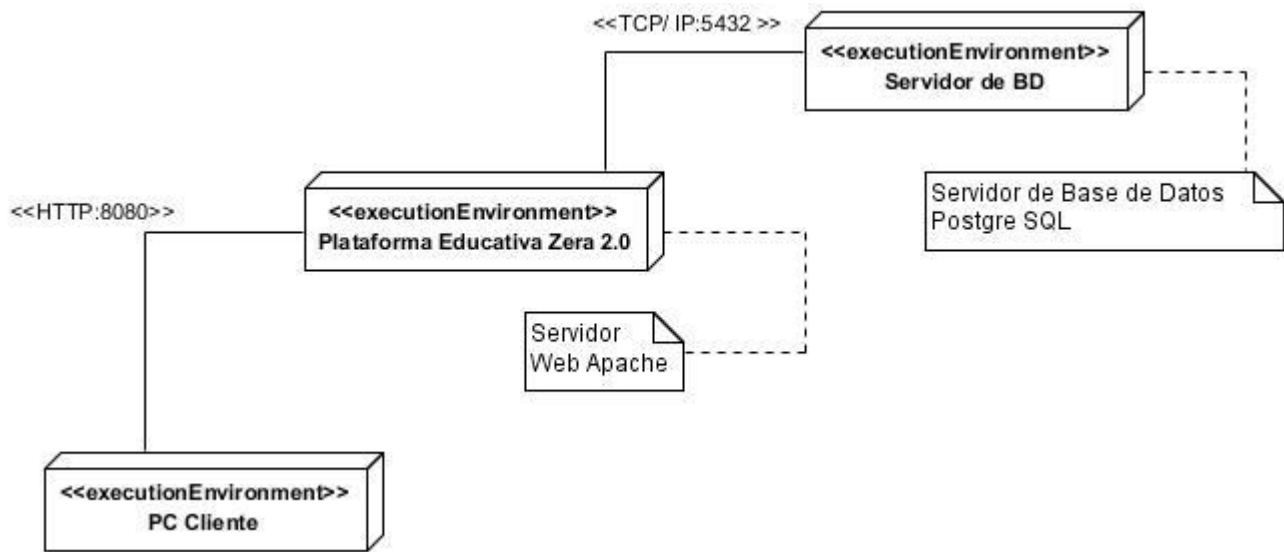 <<TCP/ IP:5432 >>
<<executionEnvironment>>
Servidor de BD
Servidor de Base de Datos
Postgre SQL
<<HTTP:8080>>
<<executionEnvironment>>
Plataforma Educativa Zera 2.0
Servidor
Web Apache
<<executionEnvironment>>
PC Cliente